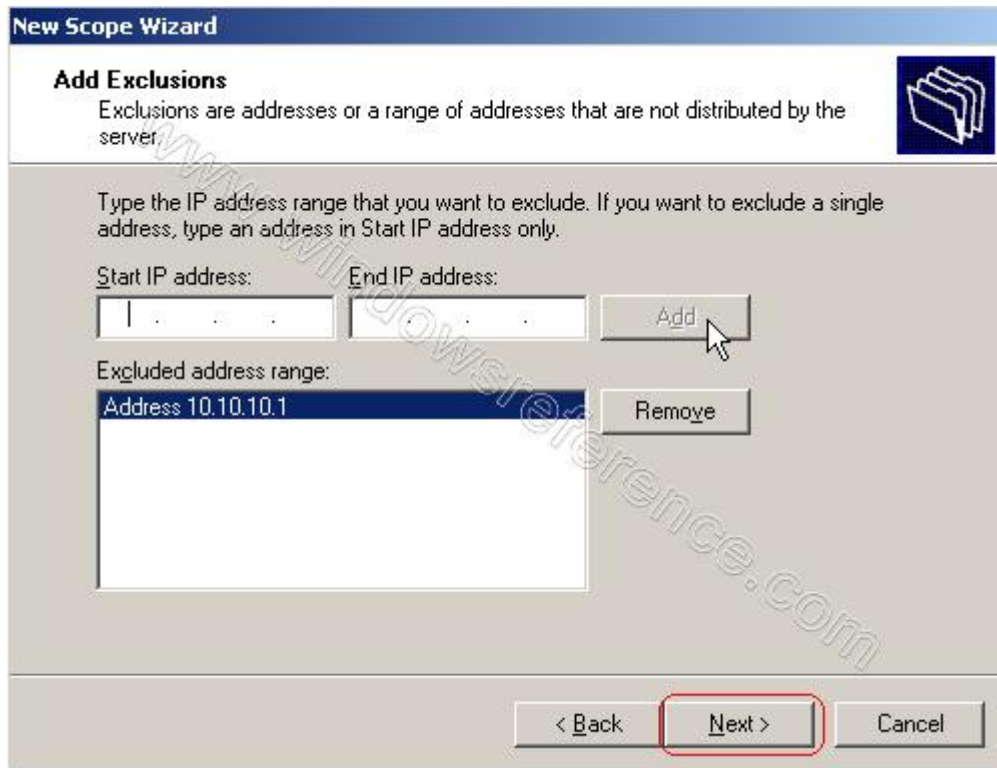 New Scope Wizard
Add Exclusions
Exclusions are addresses or a range of addresses that are not distributed by the
server.
Type the IP address range that you want to exclude. If you want to exclude a single
address, type an address in Start IP address only.
Start IP address:
End IP address:
Add
Excluded address range:
Address 10.10.10.1
Remove
< Back
Next >
Cancel
www.windowsreference.com